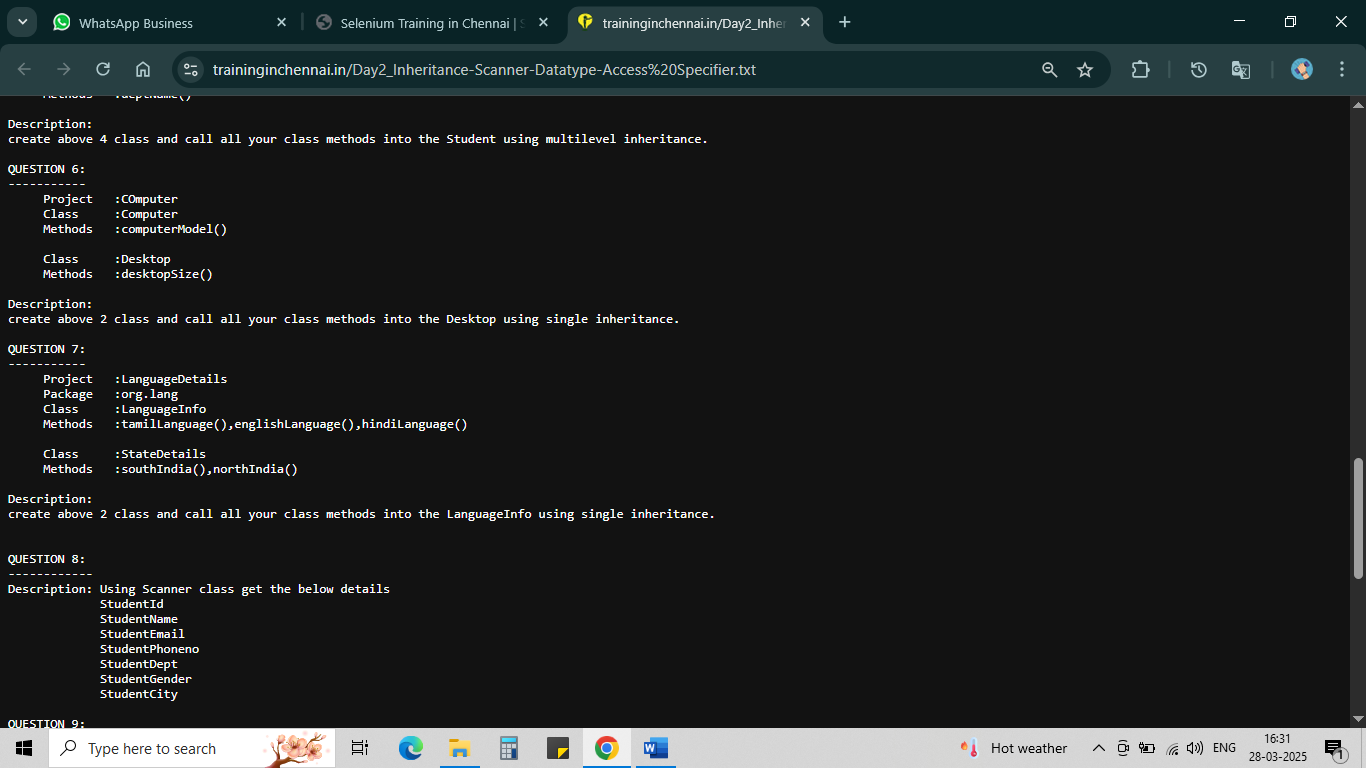 WhatsApp Business
Selenium Training in Chennai |
traininginchennai.in/Day2_Inher
traininginchennai.in/Day2_Inheritance-Scanner-Datatype-Access%20Specifier.txt
Methods :deptName()
Description:
create above 4 class and call all your class methods into the Student using multilevel inheritance.
QUESTION 6:
-----------
Project :COmputer
Class :Computer
Methods :computerModel()
Class :Desktop
Methods :desktopSize()
Description:
create above 2 class and call all your class methods into the Desktop using single inheritance.
QUESTION 7:
-----------
Project :LanguageDetails
Package :org.lang
Class :LanguageInfo
Methods :tamilLanguage(),englishLanguage(),hindiLanguage()
Class :StateDetails
Methods :southIndia(),northIndia()
Description:
create above 2 class and call all your class methods into the LanguageInfo using single inheritance.
QUESTION 8:
------------
Description: Using Scanner class get the below details
StudentId
StudentName
StudentEmail
StudentPhoneno
StudentDept
StudentGender
StudentCity
QUESTION 9:
Type here to search
Hot weather
ENG
16:31
28-03-2025
1